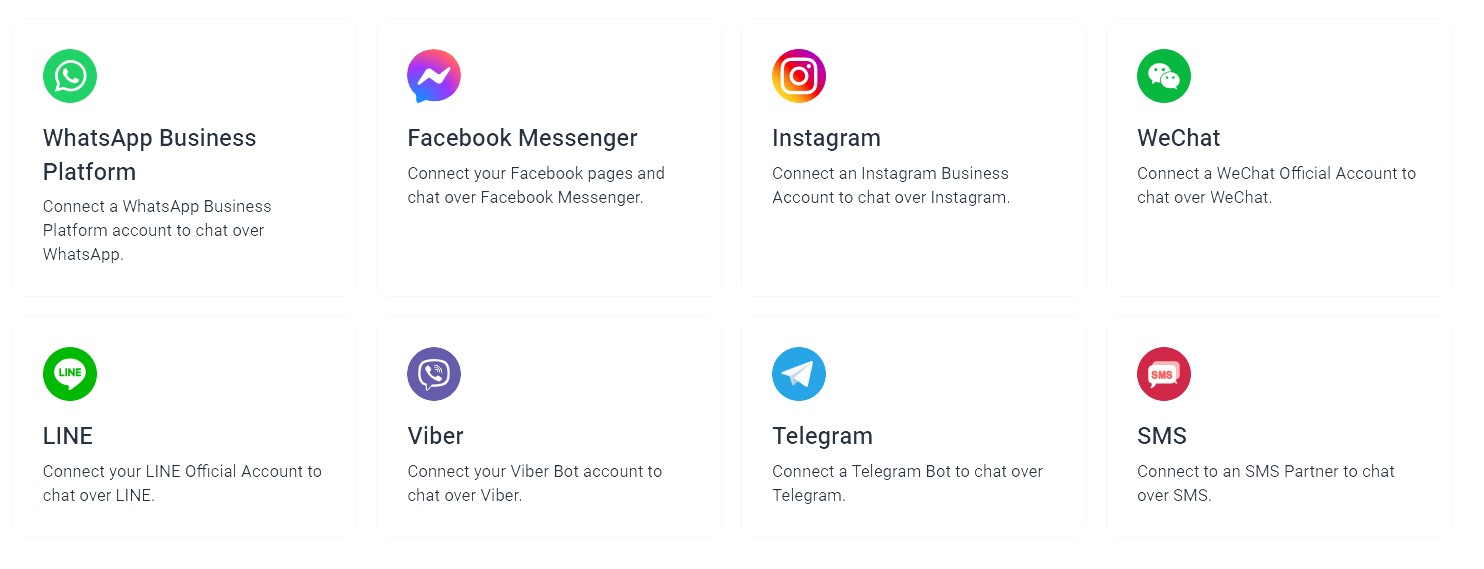 WhatsApp Business
Platform
Connect a WhatsApp Business
Platform account to chat over
WhatsApp.
Facebook Messenger
Connect your Facebook pages and
chat over Facebook Messenger.
Instagram
Connect an Instagram Business
Account to chat over Instagram.
WeChat
Connect a WeChat Official Account to
chat over WeChat.
LINE
LINE
Connect your LINE Official Account to
chat over LINE.
Viber
Connect your Viber Bot account to
chat over Viber.
Telegram
Connect a Telegram Bot to chat over
Telegram.
SMS
SMS
Connect to an SMS Partner to chat
over SMS.